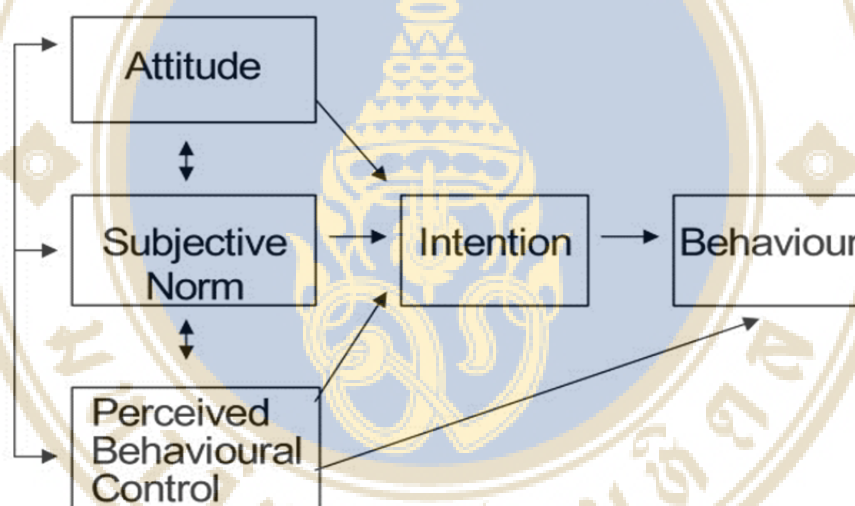 Attitude
Subjective
Norm
Intention
Behaviour
Perceived
Behavioural
Control